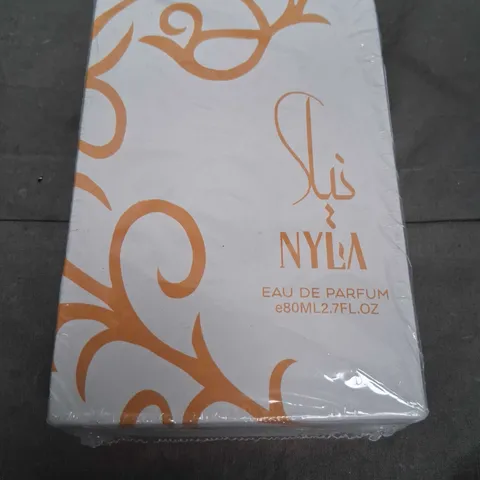 نيلا
NYLA
EAU DE PARFUM
e80ML2.7FL.OZ